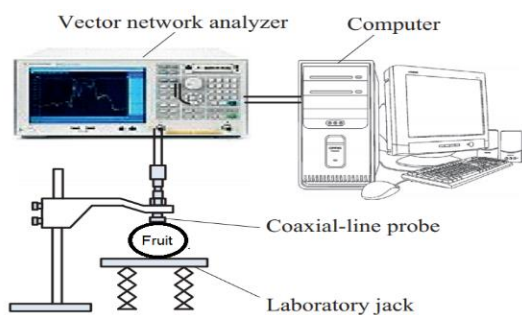 Vector network analyzer
Computer
Coaxial-line probe
Fruit
Laboratory jack